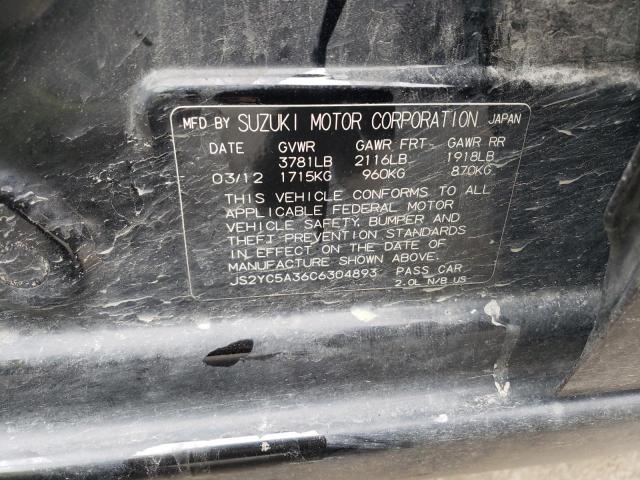 MFD BY SUZUKI MOTOR CORPORATION JAPAN
DATE GVWR GAWR FRT GAWR RR
3781LB 2116LB 1918LB
03/12 1715KG 960KG 870KG
THIS VEHICLE CONFORMS TO ALL
APPLICABLE FEDERAL MOTOR
VEHICLE SAFETY, BUMPER AND
THEFT PREVENTION STANDARDS
IN EFFECT ON THE DATE OF
MANUFACTURE SHOWN ABOVE.
JS2YC5A36C6304893 PASS CAR
2.0L N/B US